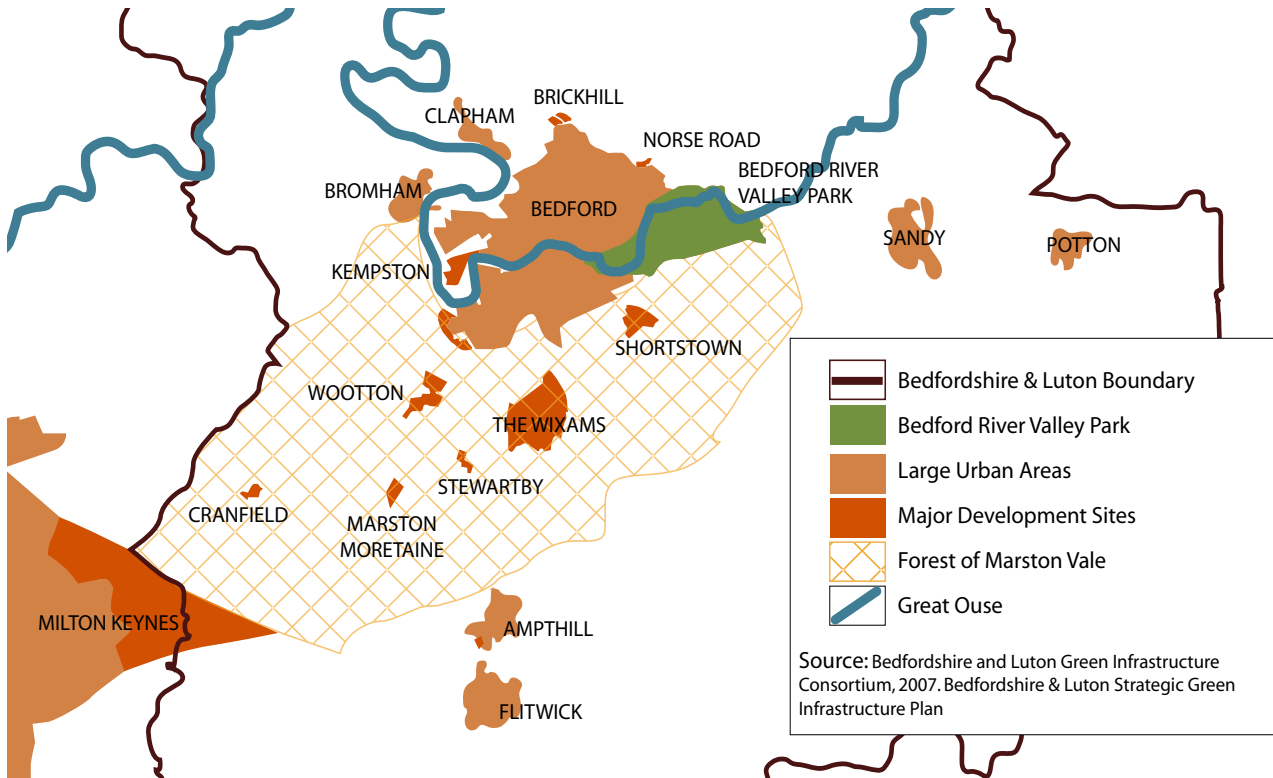 BRICKHILL
CLAPHAM
NORSE ROAD
BEDFORD RIVER
VALLEY PARK
BROMHAM
BEDFORD
SANDY
POTTON
KEMPSTON
SHORTSTOWN
WOOTTON
THE WIXAMS
STEWARTBY
CRANFIELD
MARSTON
MORETAINE
MILTON KEYNES
AMPTHILL
FLITWICK
Bedfordshire & Luton Boundary
Bedford River Valley Park
Large Urban Areas
Major Development Sites
Forest of Marston Vale
Great Ouse
Source: Bedfordshire and Luton Green Infrastructure
Consortium, 2007. Bedfordshire & Luton Strategic Green
Infrastructure Plan